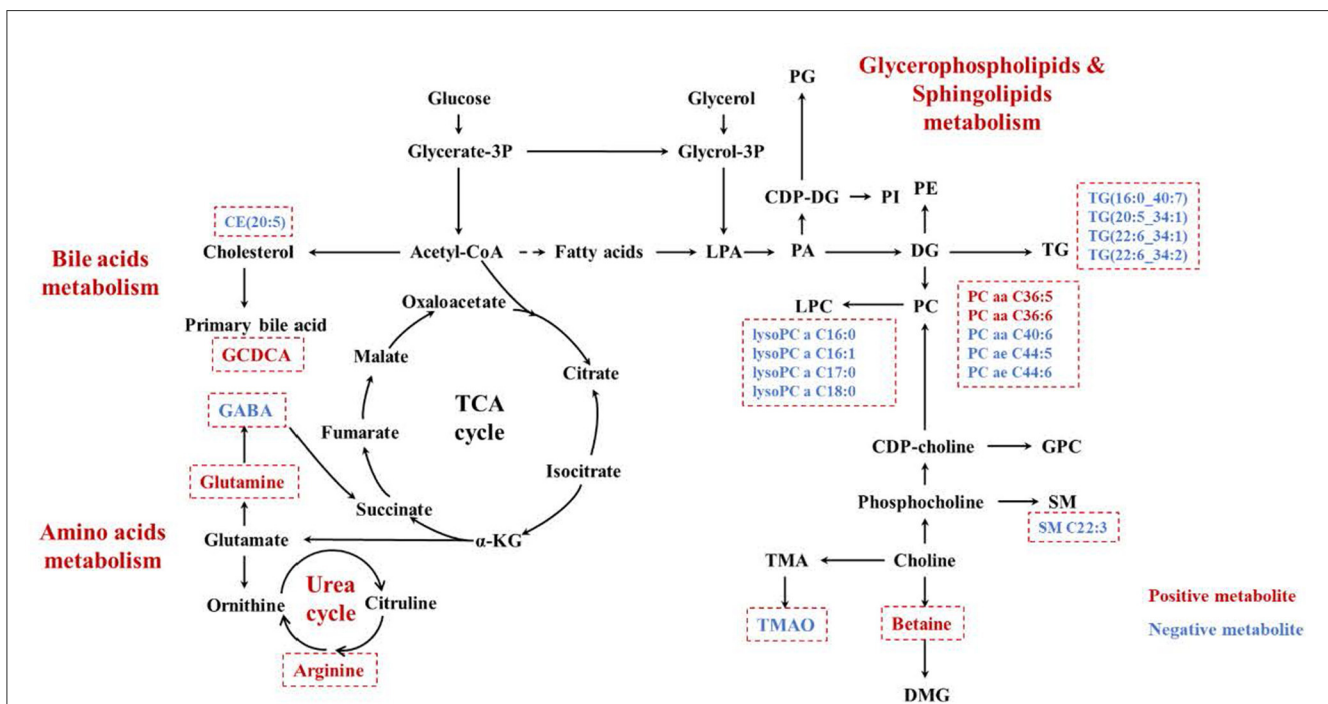 Glycerophospholipids &
Sphingolipids
metabolism
PG
Glucose
Glycerol
Glycerate-3P
Glycrol-3P
CDP-DG
PI
PE
TG(16:0_40:7)
TG(20:5_34:1)
TG(22:6_34:1)
TG(22:6_34:2)
CE(20:5)
Cholesterol
Acetyl-CoA
Fatty acids
LPA
PA
DG
TG
Bile acids
metabolism
Primary bile acid
GCDCA
Oxaloacetate
Malate
Citrate
TCA
cycle
Fumarate
Isocitrate
Succinate
α-KG
LPC
PC
lysoPC a C16:0
lysoPC a C16:1
lysoPC a C17:0
lysoPC a C18:0
PC aa C36:5
PC aa C36:6
PC aa C40:6
PC ae C44:5
PC ae C44:6
GABA
Glutamine
Amino acids
metabolism
Glutamate
Ornithine
Urea
cycle
Citruline
Arginine
CDP-choline
GPC
Phosphocholine
SM
SM C22:3
TMA
Choline
TMAO
Betaine
DMG
Positive metabolite
Negative metabolite